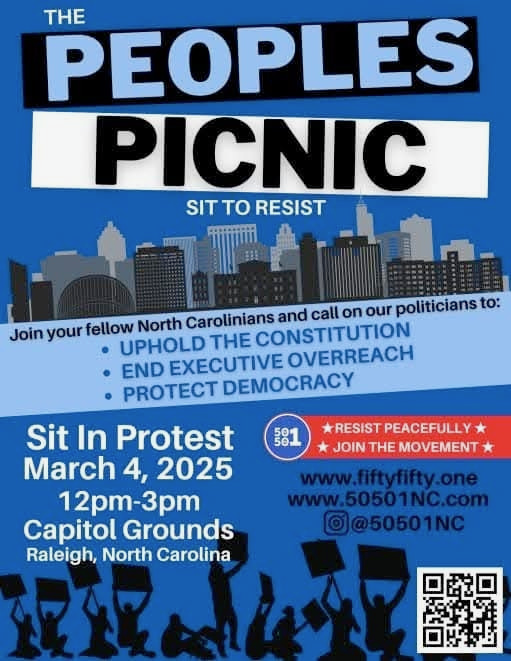 THE
PEOPLES
PICNIC
SIT TO RESIST
Join your fellow North Carolinians and call on our politicians to:
• UPHOLD THE CONSTITUTION
• END EXECUTIVE OVERREACH
• PROTECT DEMOCRACY
Sit In Protest
March 4, 2025
12pm-3pm
Capitol Grounds
Raleigh, North Carolina
50
50 1
★RESIST PEACEFULLY★
★ JOIN THE MOVEMENT ★
www.fiftyfifty.one
www.50501NC.com
@50501NC